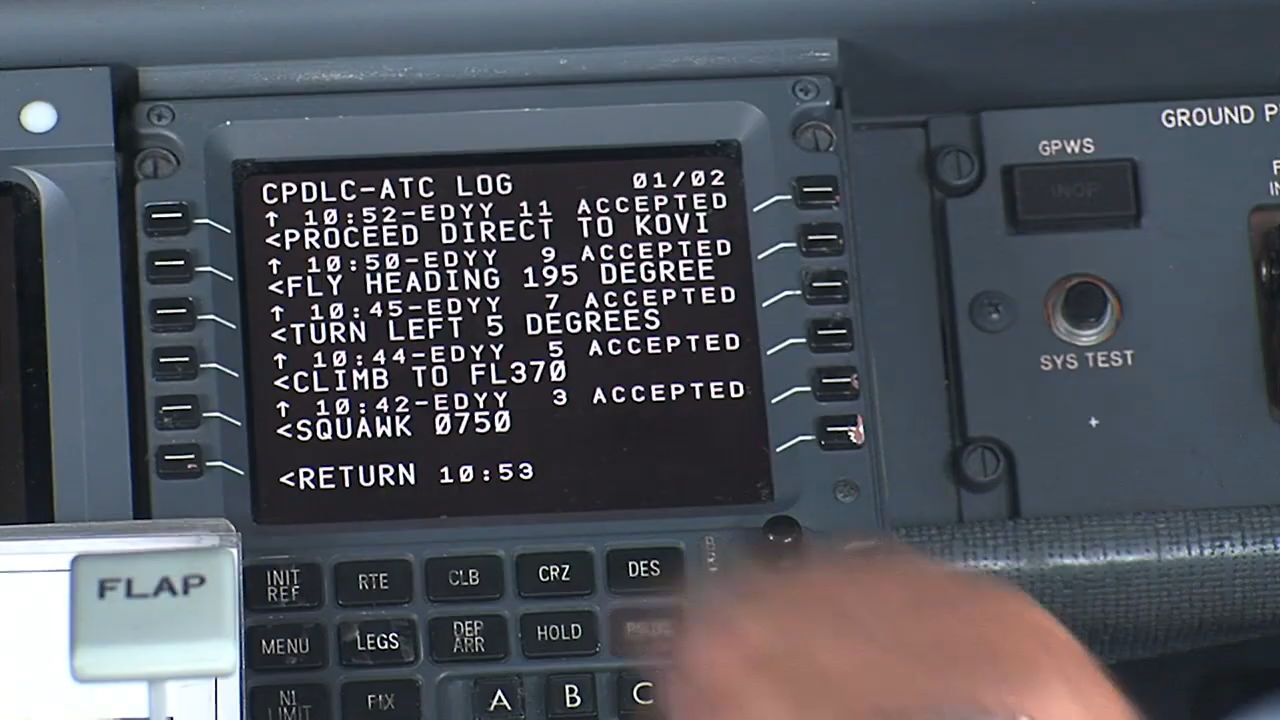 GROUND P
GPWS
INOP
CPDLC-ATC LOG 01/02
↑ 10:52-EDYY 11 ACCEPTED
<PROCEED DIRECT TO KOVI
↑ 10:50-EDYY 9 ACCEPTED
<FLY HEADING 195 DEGREE
↑ 10:45-EDYY 7 ACCEPTED
<TURN LEFT 5 DEGREES
↑ 10:44-EDYY 5 ACCEPTED
<CLIMB TO FL370
↑ 10:42-EDYY 3 ACCEPTED
<SQUAWK 0750
<RETURN 10:53
SYS TEST
FLAP
INIT REF
RTE
CLB
CRZ
DES
MENU
LEGS
DEP ARR
HOLD
N1 LIMIT
FIX
A
B
C